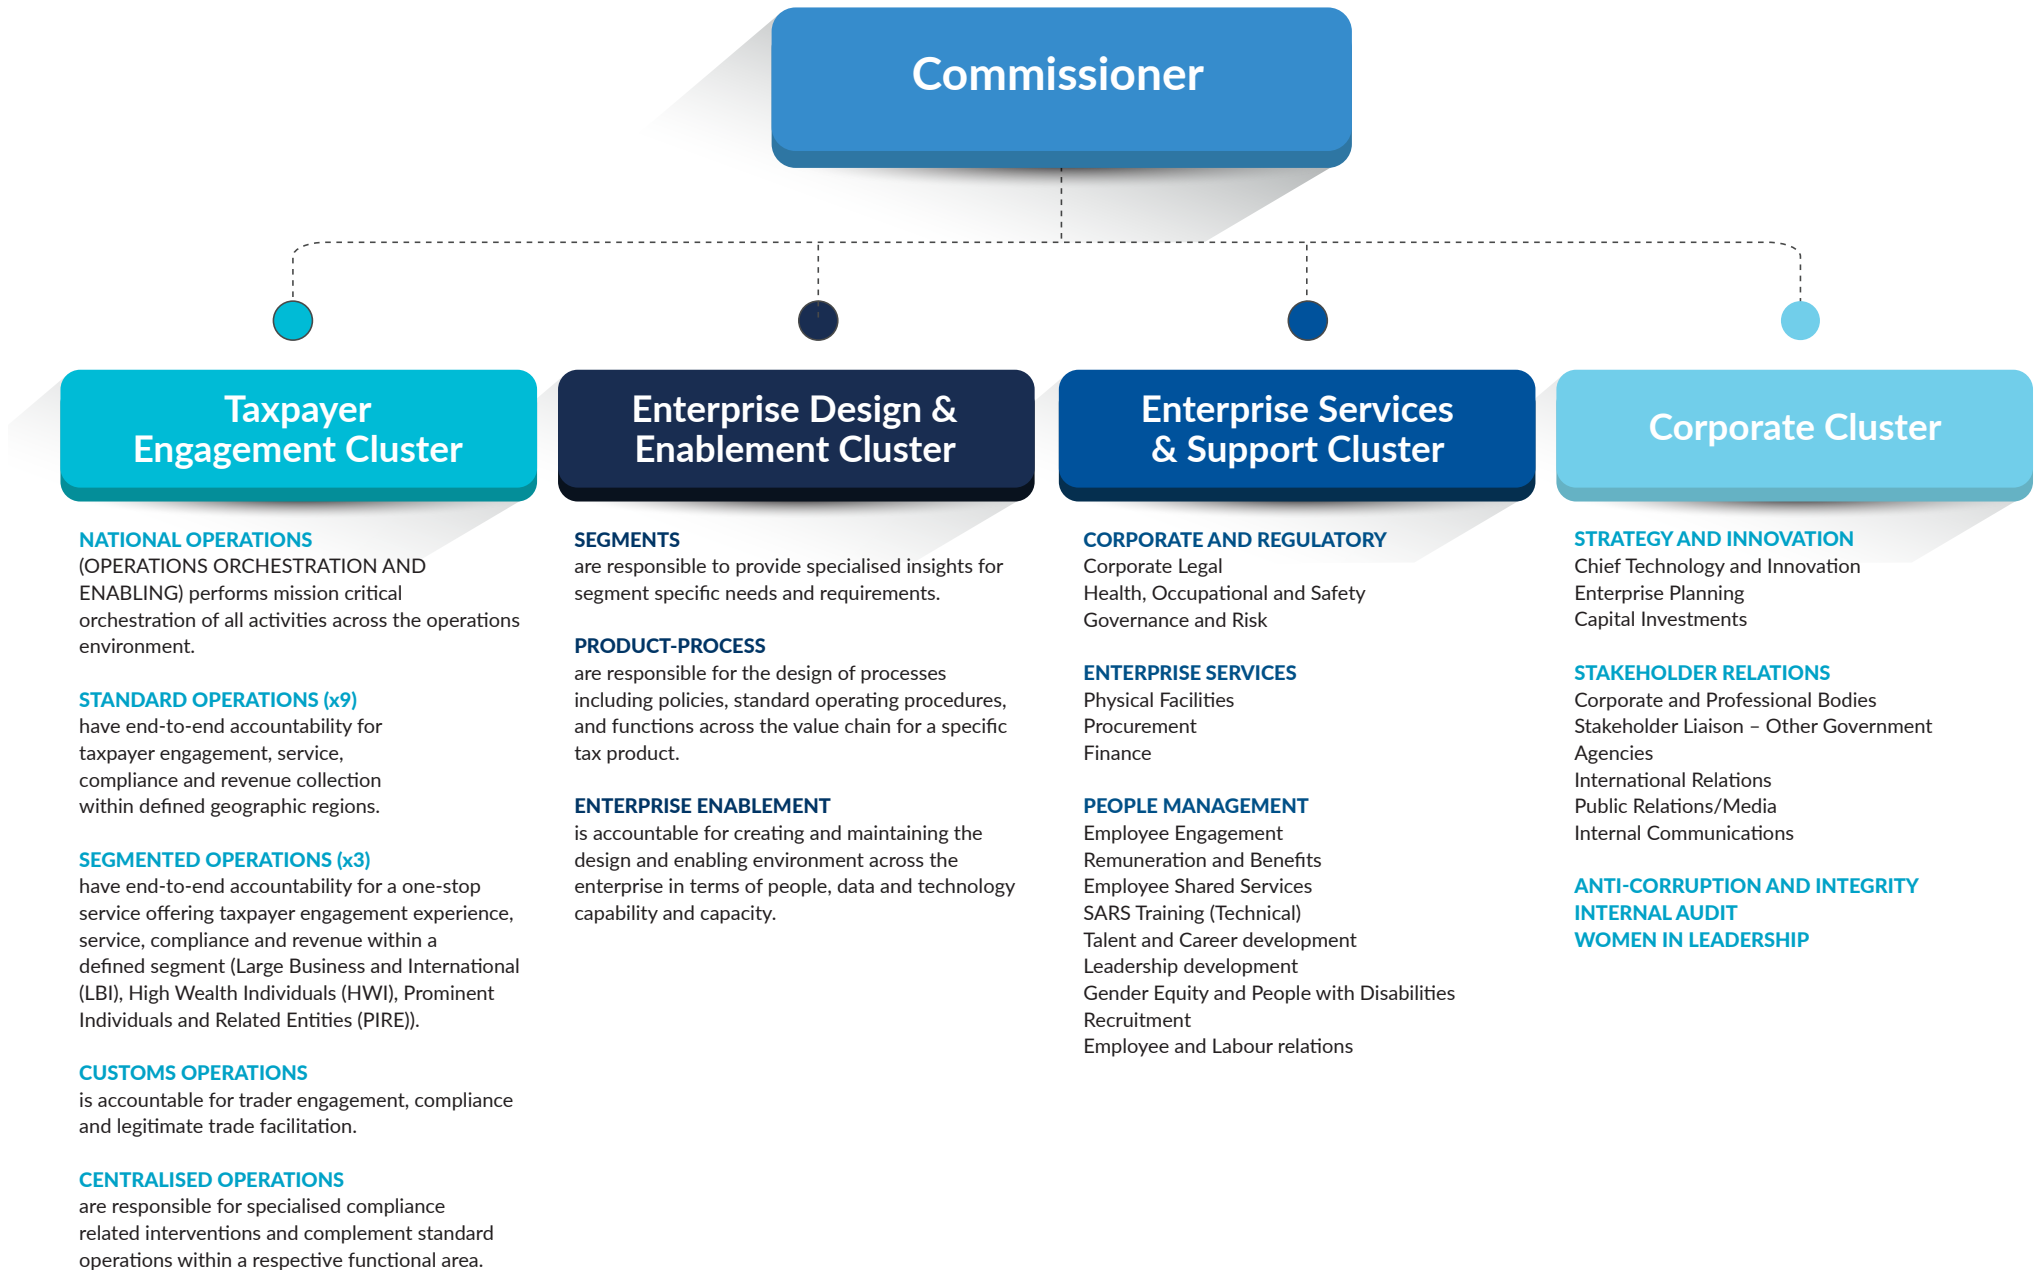 Commissioner
Taxpayer
Engagement Cluster
NATIONAL OPERATIONS
(OPERATIONS ORCHESTRATION AND
ENABLING) performs mission critical
orchestration of all activities across the operations
environment.
STANDARD OPERATIONS (x9)
have end-to-end accountability for
taxpayer engagement, service,
compliance and revenue collection
within defined geographic regions.
SEGMENTED OPERATIONS (x3)
have end-to-end accountability for a one-stop
service offering taxpayer engagement experience,
service, compliance and revenue within a
defined segment (Large Business and International
(LBI), High Wealth Individuals (HWI), Prominent
Individuals and Related Entities (PIRE)).
CUSTOMS OPERATIONS
is accountable for trader engagement, compliance
and legitimate trade facilitation.
CENTRALISED OPERATIONS
are responsible for specialised compliance
related interventions and complement standard
operations within a respective functional area.
Enterprise Design &
Enablement Cluster
SEGMENTS
are responsible to provide specialised insights for
segment specific needs and requirements.
PRODUCT-PROCESS
are responsible for the design of processes
including policies, standard operating procedures,
and functions across the value chain for a specific
tax product.
ENTERPRISE ENABLEMENT
is accountable for creating and maintaining the
design and enabling environment across the
enterprise in terms of people, data and technology
capability and capacity.
Enterprise Services
& Support Cluster
CORPORATE AND REGULATORY
Corporate Legal
Health, Occupational and Safety
Governance and Risk
ENTERPRISE SERVICES
Physical Facilities
Procurement
Finance
PEOPLE MANAGEMENT
Employee Engagement
Remuneration and Benefits
Employee Shared Services
SARS Training (Technical)
Talent and Career development
Leadership development
Gender Equity and People with Disabilities
Recruitment
Employee and Labour relations
Corporate Cluster
STRATEGY AND INNOVATION
Chief Technology and Innovation
Enterprise Planning
Capital Investments
STAKEHOLDER RELATIONS
Corporate and Professional Bodies
Stakeholder Liaison – Other Government
Agencies
International Relations
Public Relations/Media
Internal Communications
ANTI-CORRUPTION AND INTEGRITY
INTERNAL AUDIT
WOMEN IN LEADERSHIP